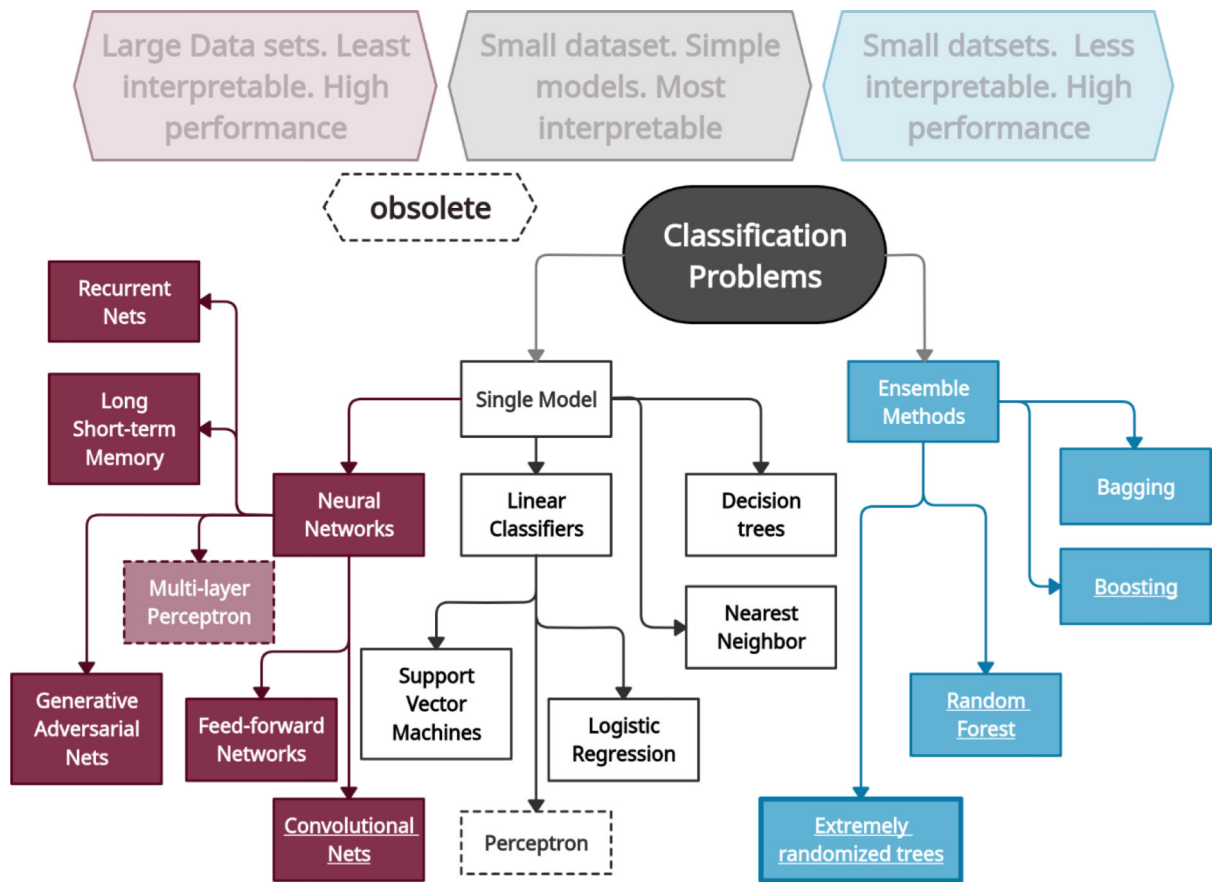 Large Data sets. Least
interpretable. High
performance
Small dataset. Simple
models. Most
interpretable
Small datsets. Less
interpretable. High
performance
obsolete
Classification
Problems
Recurrent
Nets
Long
Short-term
Memory
Single Model
Ensemble
Methods
Neural
Networks
Linear
Classifiers
Decision
trees
Bagging
Multi-layer
Perceptron
Boosting
Nearest
Neighbor
Generative
Adversarial
Nets
Feed-forward
Networks
Support
Vector
Machines
Logistic
Regression
Random
Forest
Convolutional
Nets
Perceptron
Extremely
randomized trees